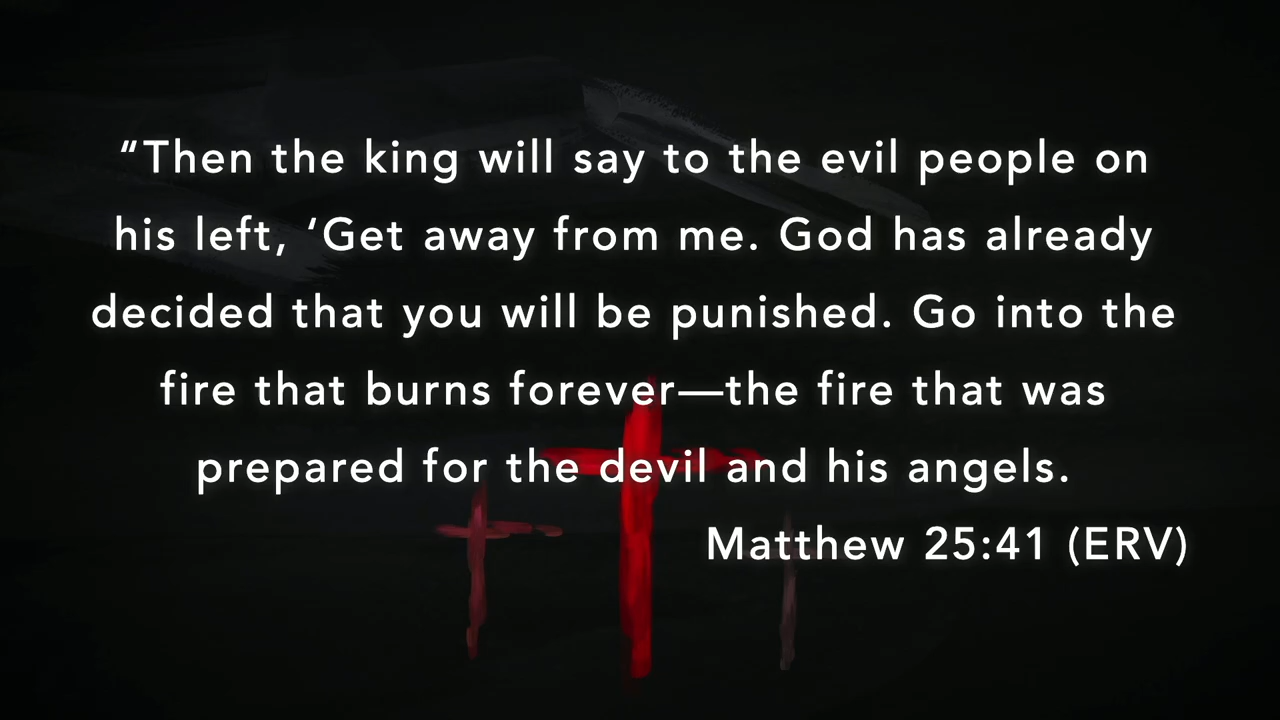 “Then the king will say to the evil people on
his left, ‘Get away from me. God has already
decided that you will be punished. Go into the
fire that burns forever—the fire that was
prepared for the devil and his angels.
Matthew 25:41 (ERV)